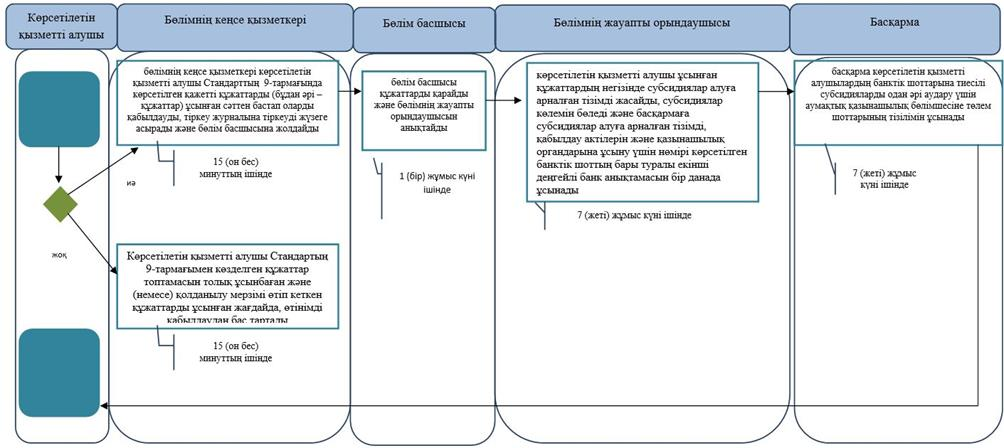 Көрсетілетін
қызметті алушы
Бөлімнің кеңсе қызметкері
Бөлім басшысы
Бөлімнің жауапты орындаушысы
Басқарма
бөлімнің кеңсе қызметкері көрсетілетін
қызметті алушы Стандарттың 9-тармағында
көрсетілген қажетті құжаттарды (бұдан әрі –
құжаттар) ұсынған сәттен бастап оларды
қабылдауды, тіркеу журналына тіркеуді жүзеге
асырады және бөлім басшысына жолдайды
15 (он бес)
минуттың ішінде
иә
жоқ
Көрсетілетін қызметті алушы Стандартың
9-тармағымен көзделген құжаттар
топтамасын толық ұсынбаған және
(немесе) қолданылу мерзімі өтіп кеткен
құжаттарды ұсынған жағдайда, өтінімді
қабылдаудан бас тартады
15 (он бес)
минуттың ішінде
бөлім басшысы
құжаттарды қарайды
және бөлімнің жауапты
орындаушысын
анықтайды
1 (бір) жұмыс күні
ішінде
көрсетілетін қызметті алушы ұсынған
құжаттардың негізінде субсидиялар алуға
арналған тізімді жасайды, субсидиялар
көлемін бөледі және басқармаға
субсидиялар алуға арналған тізімді,
қабылдау актілерін және қазынашылық
органдарына ұсыну үшін нөмірі көрсетілген
банктік шоттың бары туралы екінші
деңгейлі банк анықтамасын бір данада
ұсынады
7 (жеті) жұмыс күні ішінде
басқарма көрсетілетін қызметті
алушылардың банктік шоттарына тиесілі
субсидияларды одан әрі аудару үшін
аумақтық қазынашылық бөлімшесіне төлем
шоттарының тізілімін ұсынады
7 (жеті) жұмыс
күні ішінде